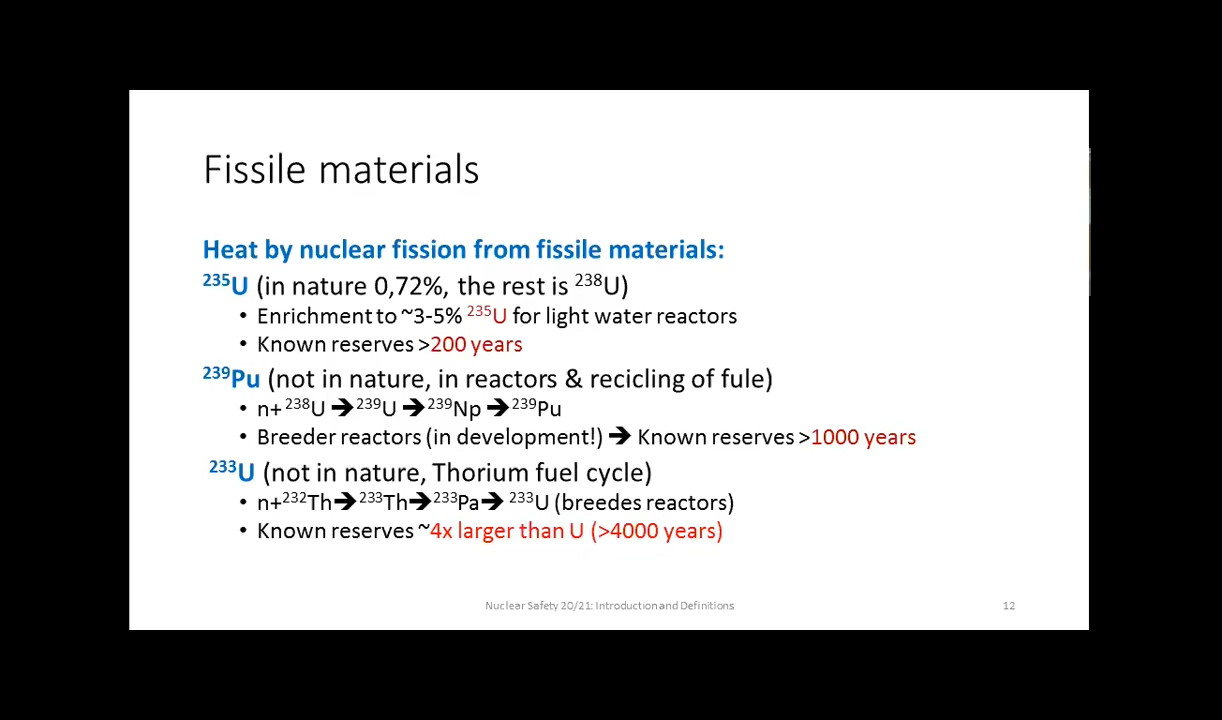 Fissile materials
Heat by nuclear fission from fissile materials:
²³⁵U (in nature 0,72%, the rest is ²³⁸U)
• Enrichment to ~3-5% ²³⁵U for light water reactors
• Known reserves >200 years
²³⁹Pu (not in nature, in reactors & recicling of fule)
• n+²³⁸U ➔²³⁹U ➔²³⁹Np ➔²³⁹Pu
• Breeder reactors (in development!) ➔ Known reserves >1000 years
²³³U (not in nature, Thorium fuel cycle)
• n+²³²Th➔²³³Th➔²³³Pa➔ ²³³U (breedes reactors)
• Known reserves ~4x larger than U (>4000 years)
Nuclear Safety 20/21: Introduction and Definitions
12